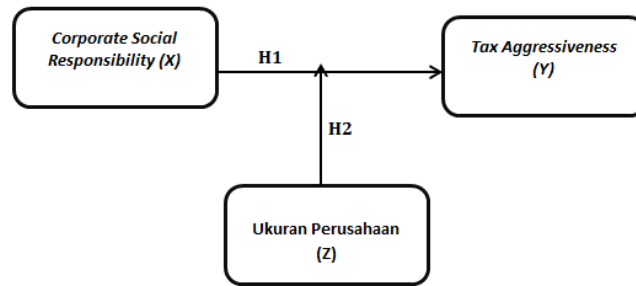 Corporate Social
Responsibility (X)
H1
Tax Aggressiveness
(Y)
H2
Ukuran Perusahaan
(Z)